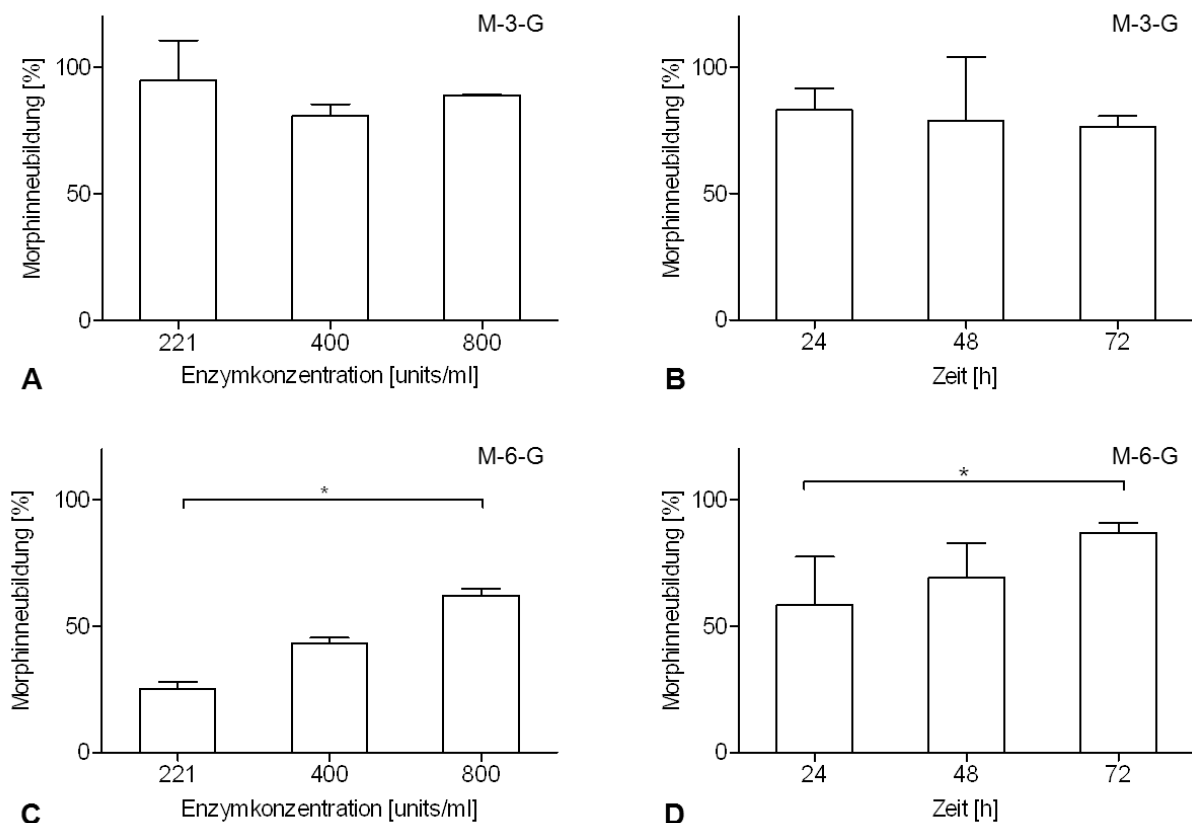 M-3-G
Morphinneubildung [%]
100
50
0
221 400 800
Enzymkonzentration [units/ml]
A
M-3-G
Morphinneubildung [%]
100
50
0
24 48 72
Zeit [h]
B
M-6-G
Morphinneubildung [%]
*
100
50
0
221 400 800
Enzymkonzentration [units/ml]
C
M-6-G
Morphinneubildung [%]
*
100
50
0
24 48 72
Zeit [h]
D